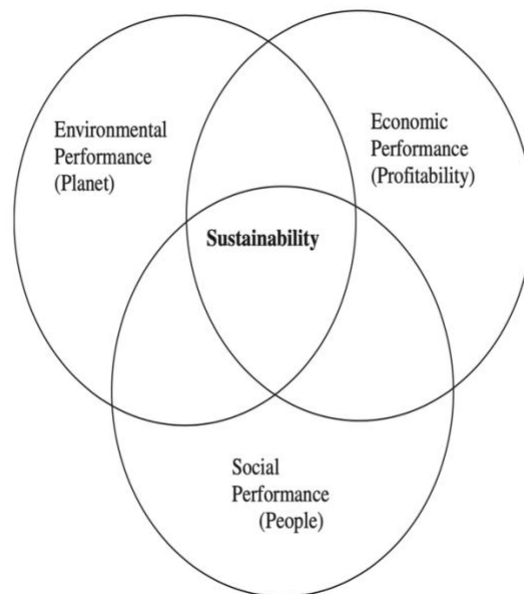 Environmental
Performance
(Planet)
Economic
Performance
(Profitability)
Sustainability
Social
Performance
(People)